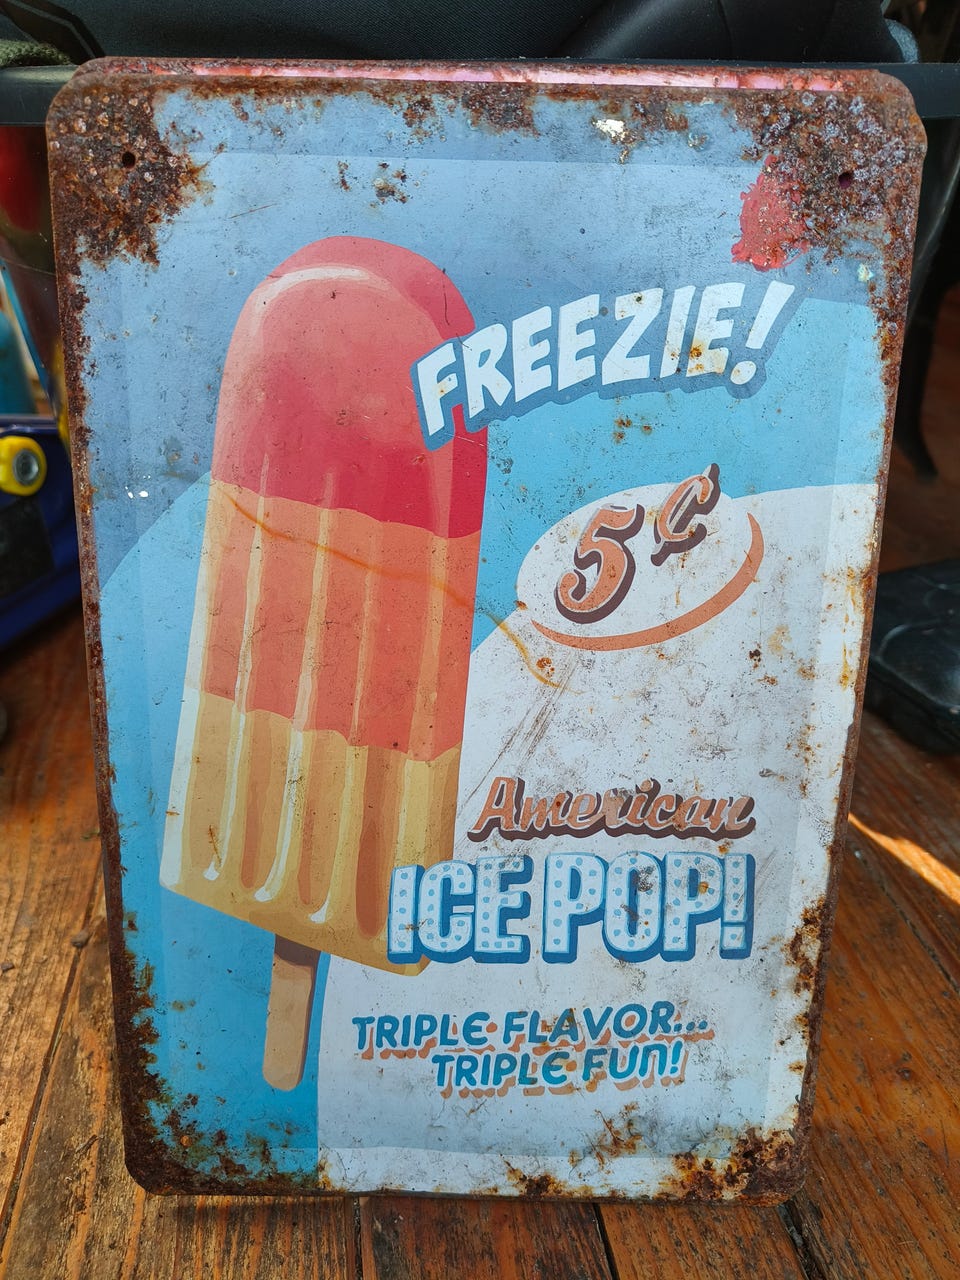 FREEZIE!
5¢
American
ICE POP!
TRIPLE FLAVOR...
TRIPLE FUN!